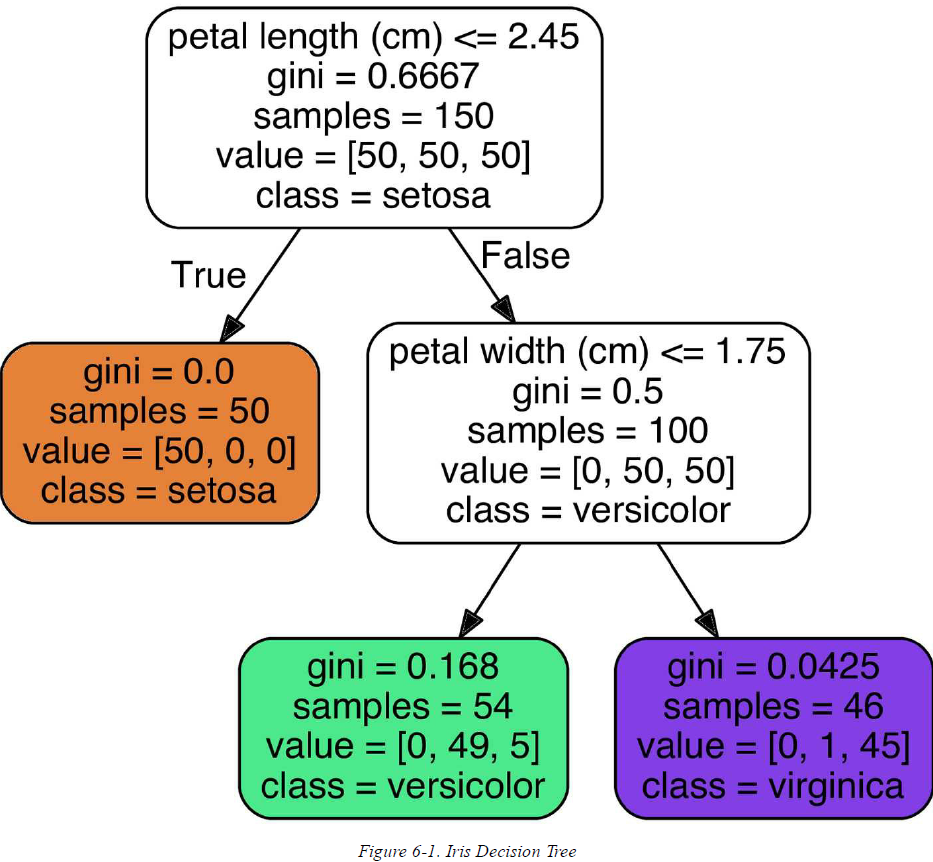 petal length (cm) <= 2.45
gini = 0.6667
samples = 150
value = [50, 50, 50]
class = setosa
True
False
gini = 0.0
samples = 50
value = [50, 0, 0]
class = setosa
petal width (cm) <= 1.75
gini = 0.5
samples = 100
value = [0, 50, 50]
class = versicolor
gini = 0.168
samples = 54
value = [0, 49, 5]
class = versicolor
gini = 0.0425
samples = 46
value = [0, 1, 45]
class = virginica
Figure 6-1. Iris Decision Tree